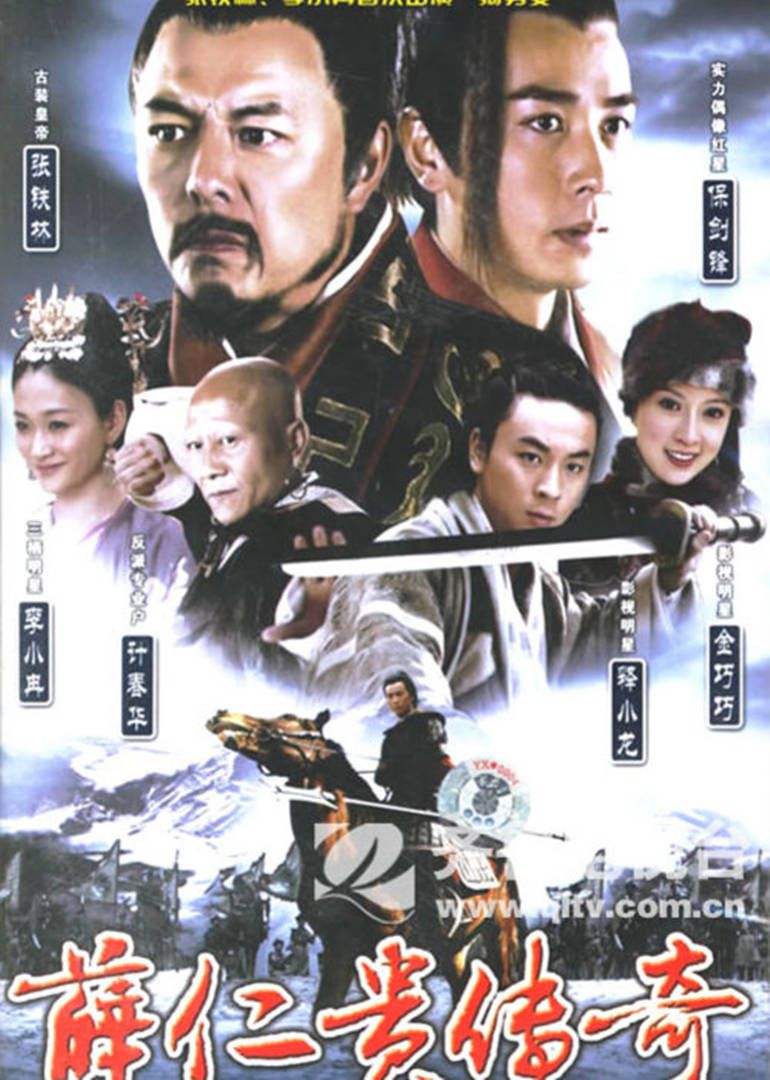 古装皇帝
张铁林
实力偶像红星
保剑锋
三栖明星
李小冉
反派专业户
计春华
影视明星
释小龙
影视明星
金巧巧
www.qltv.com.cn
薛仁贵传奇